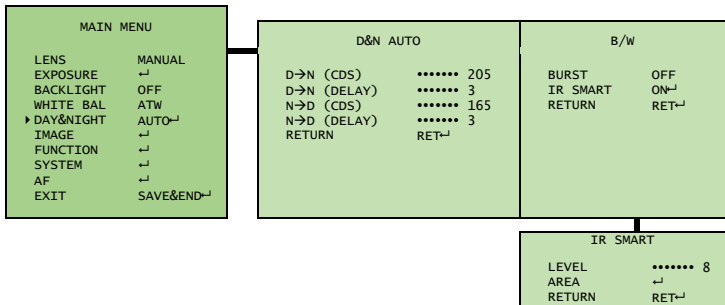 MAIN MENU
LENS MANUAL
EXPOSURE ↵
BACKLIGHT OFF
WHITE BAL ATW
DAY&NIGHT AUTO↵
IMAGE ↵
FUNCTION ↵
SYSTEM ↵
AF ↵
EXIT SAVE&END↵
D&N AUTO
D→N (CDS) ••••••• 205
D→N (DELAY) ••••••• 3
N→D (CDS) ••••••• 165
N→D (DELAY) ••••••• 3
RETURN RET↵
B/W
BURST OFF
IR SMART ON↵
RETURN RET↵
IR SMART
LEVEL ••••••• 8
AREA ↵
RETURN RET↵